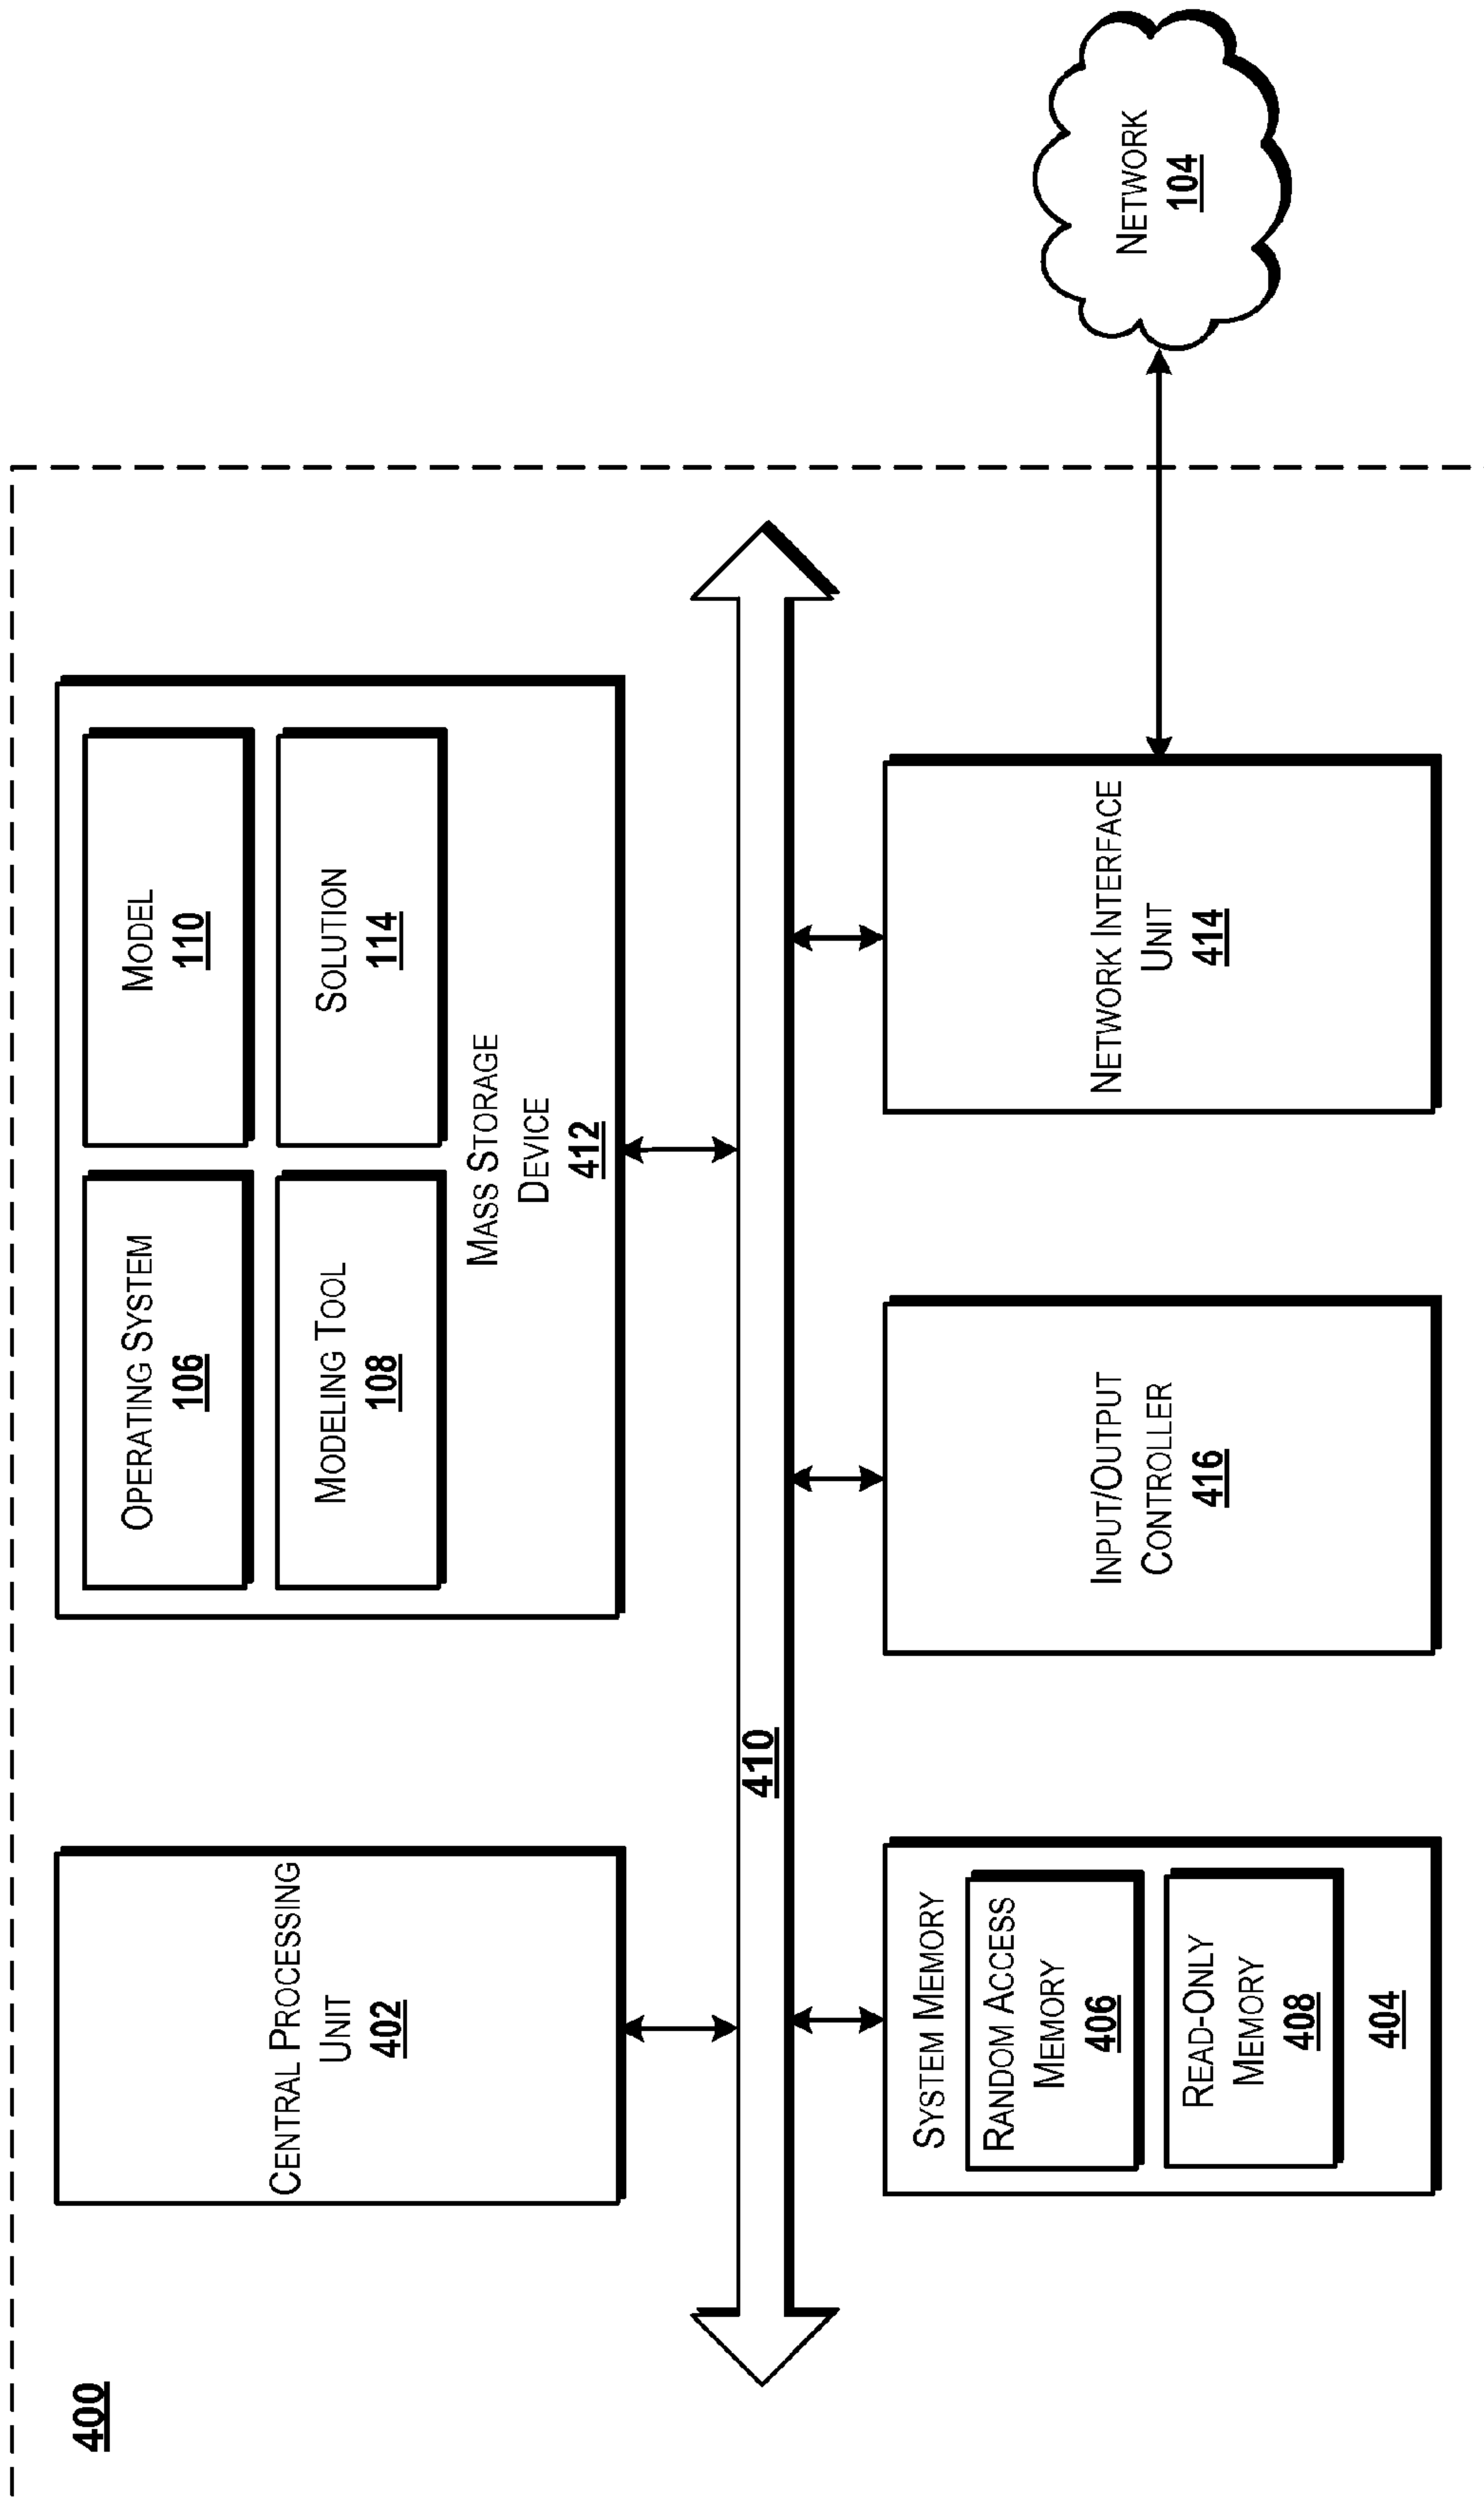 400
CENTRAL PROCESSING
UNIT
402
OPERATING SYSTEM
106
MODEL
110
MODELING TOOL
108
SOLUTION
114
MASS STORAGE
DEVICE
412
410
SYSTEM MEMORY
RANDOM ACCESS
MEMORY
406
READ-ONLY
MEMORY
408
404
INPUT/OUTPUT
CONTROLLER
416
NETWORK INTERFACE
UNIT
414
NETWORK
104